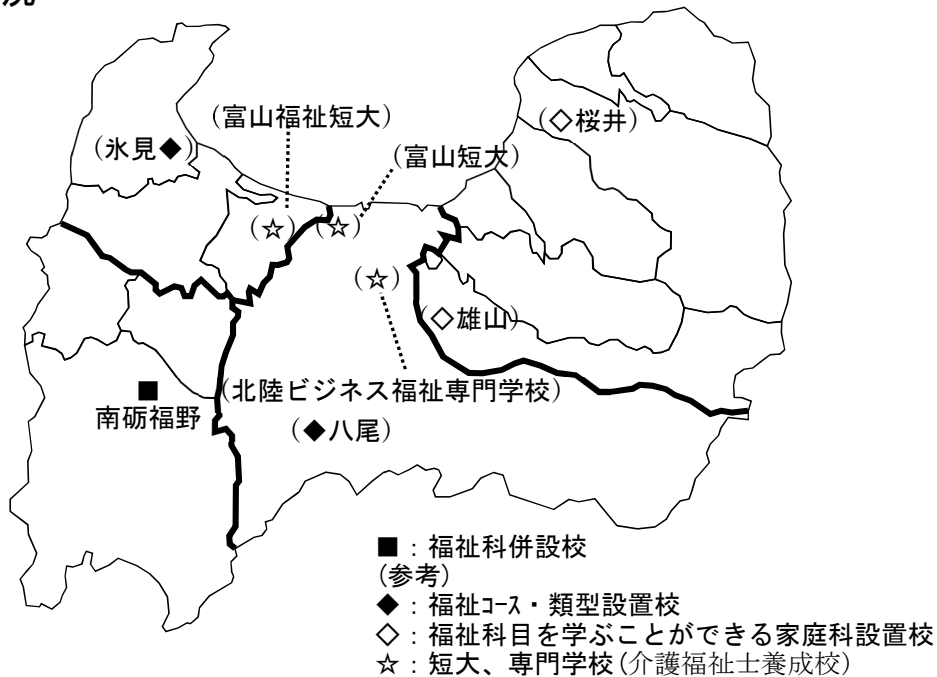 (富山福祉短大)
(◇桜井)
(氷見◆)
(富山短大)
(☆)
(☆)
(☆)
(◇雄山)
■
南砺福野
(北陸ビジネス福祉専門学校)
(◆八尾)
■：福祉科併設校
(参考)
◆：福祉ｺｰｽ・類型設置校
◇：福祉科目を学ぶことができる家庭科設置校
☆：短大、専門学校(介護福祉士養成校)